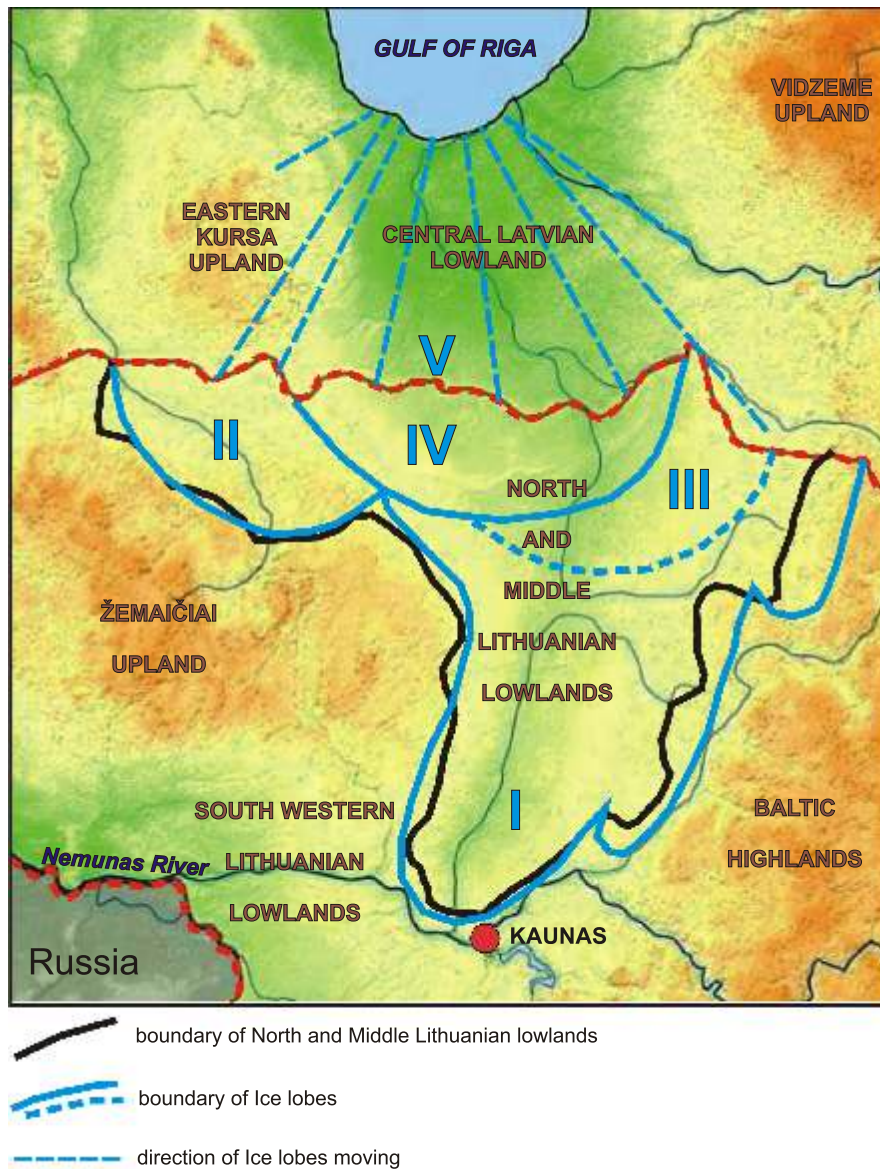 GULF OF RIGA
VIDZEME
UPLAND
EASTERN
KURSA
UPLAND
CENTRAL LATVIAN
LOWLAND
V
II
IV
III
NORTH
AND
MIDDLE
LITHUANIAN
LOWLANDS
ŽEMAIČIAI
UPLAND
I
SOUTH WESTERN
LITHUANIAN
LOWLANDS
BALTIC
HIGHLANDS
Nemunas River
KAUNAS
Russia
boundary of North and Middle Lithuanian lowlands
boundary of Ice lobes
direction of Ice lobes moving